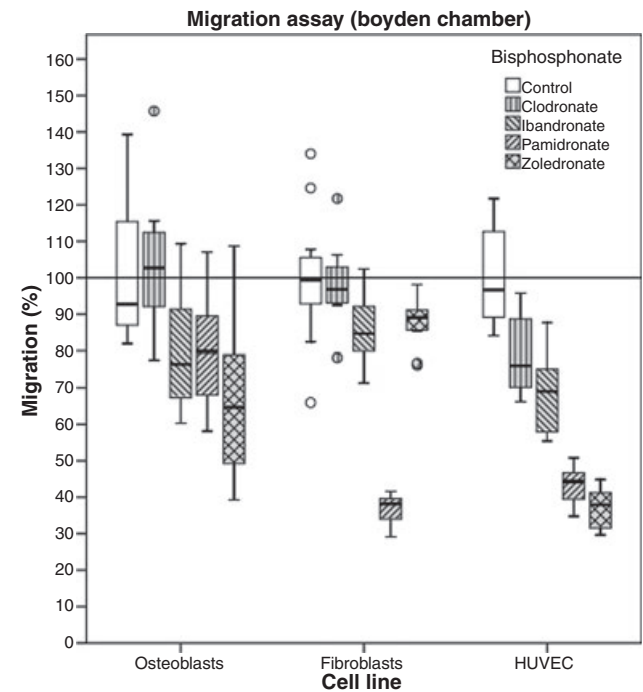 Migration assay (boyden chamber)
Bisphosphonate
Control
Clodronate
Ibandronate
Pamidronate
Zoledronate
Migration (%)
160
150
140
130
120
110
100
90
80
70
60
50
40
30
20
10
0
Osteoblasts Fibroblasts HUVEC
Cell line